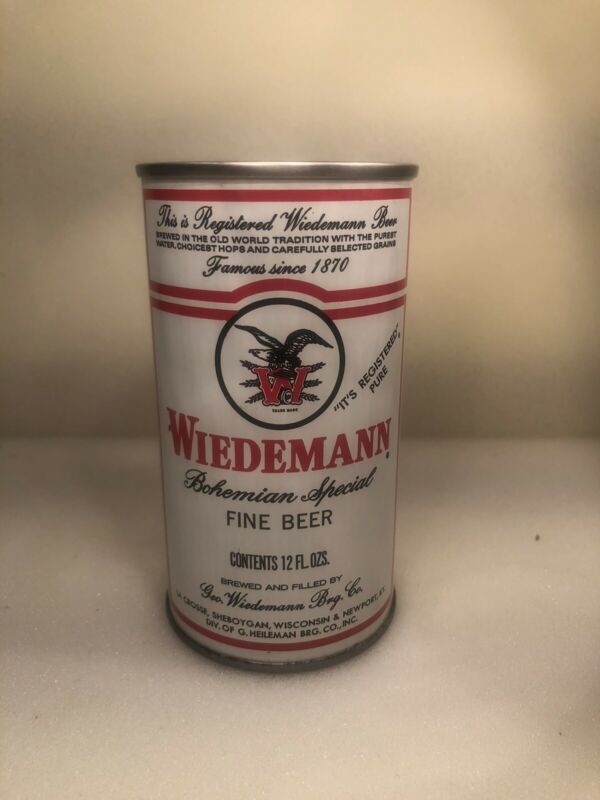 This is Registered Wiedemann Beer
BREWED IN THE OLD WORLD TRADITION WITH THE PUREST
WATER, CHOICEST HOPS AND CAREFULLY SELECTED GRAINS
Famous since 1870
W
TRADE MARK
"IT'S REGISTERED"
PURE
WIEDEMANN
Bohemian Special
FINE BEER
CONTENTS 12 FL. OZS.
BREWED AND FILLED BY
Geo. Wiedemann Brg. Co.
LA CROSSE, SHEBOYGAN, WISCONSIN & NEWPORT, KY.
DIV. OF G. HEILEMAN BRG. CO., INC.